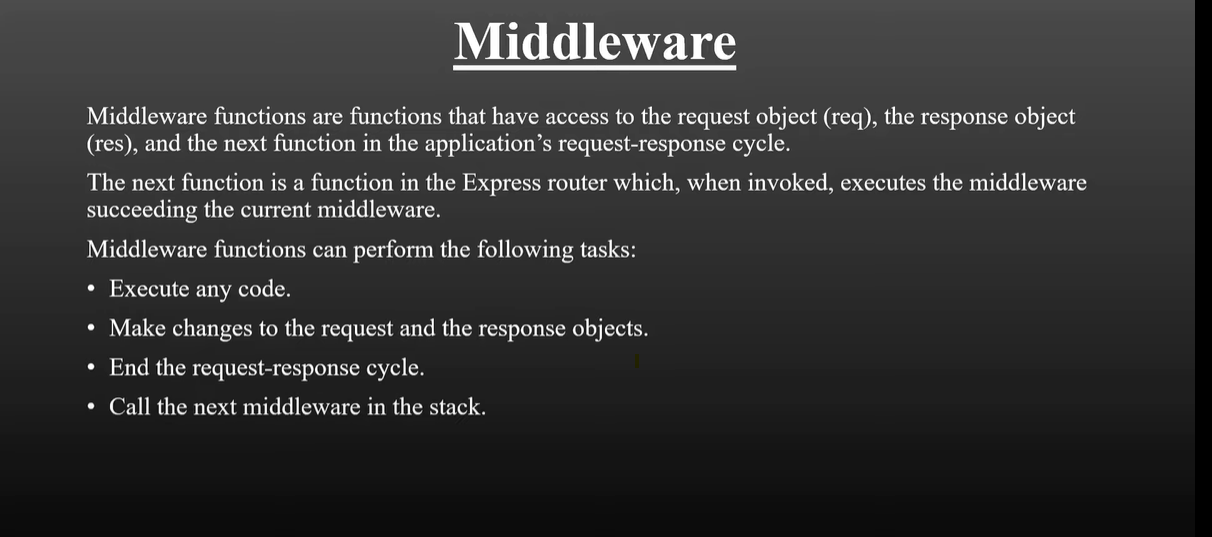 Middleware
Middleware functions are functions that have access to the request object (req), the response object
(res), and the next function in the application’s request-response cycle.
The next function is a function in the Express router which, when invoked, executes the middleware
succeeding the current middleware.
Middleware functions can perform the following tasks:
• Execute any code.
• Make changes to the request and the response objects.
• End the request-response cycle.
• Call the next middleware in the stack.